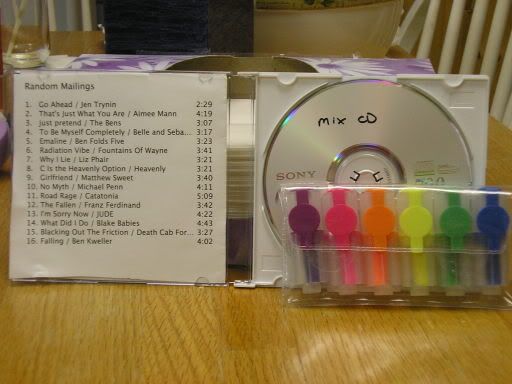 Random Mailings
1. Go Ahead / Jen Trynin 2:29
2. That's Just What You Are / Aimee Mann 4:19
3. just pretend / The Bens 3:07
4. To Be Myself Completely / Belle and Seba... 3:17
5. Emaline / Ben Folds Five 3:23
6. Radiation Vibe / Fountains Of Wayne 3:41
7. Why I Lie / Liz Phair 3:21
8. C Is the Heavenly Option / Heavenly 3:21
9. Girlfriend / Matthew Sweet 3:40
10. No Myth / Michael Penn 4:11
11. Road Rage / Catatonia 5:09
12. The Fallen / Franz Ferdinand 3:42
13. I'm Sorry Now / JUDE 4:22
14. What Did I Do / Blake Babies 4:43
15. Blacking Out The Friction / Death Cab For... 3:27
16. Falling / Ben Kweller 4:02
mix CD
SONY